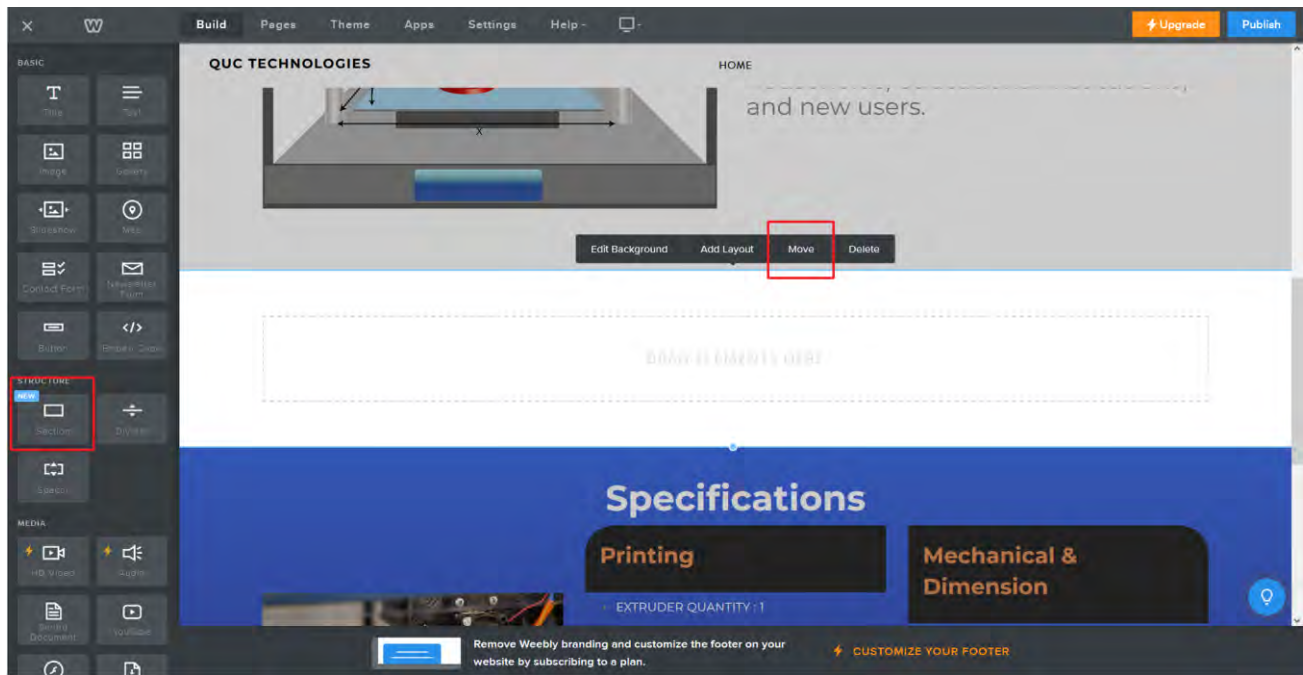 Build Pages Theme Apps Settings Help
Upgrade
Publish
BASIC
Title Text
Image Gallery
Slideshow Map
Contact Form Newsletter Form
Button Embed Code
STRUCTURE
NEW
Section Divider
Spacer
MEDIA
HD Video Audio
Document YouTube
QUC TECHNOLOGIES
HOME
and new users.
X
Edit Background Add Layout Move Delete
DRAG ELEMENTS HERE
Specifications
Printing
EXTRUDER QUANTITY : 1
Mechanical &
Dimension
Remove Weebly branding and customize the footer on your
website by subscribing to a plan.
CUSTOMIZE YOUR FOOTER